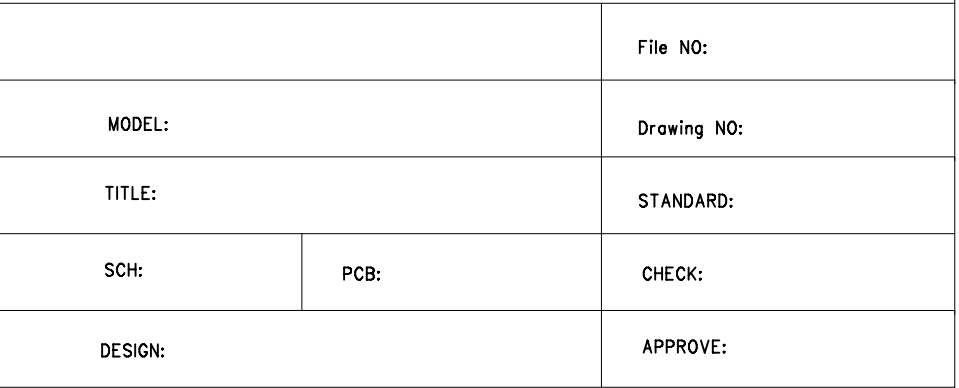 File NO:
MODEL:
Drawing NO:
TITLE:
STANDARD:
SCH:
PCB:
CHECK:
DESIGN:
APPROVE: